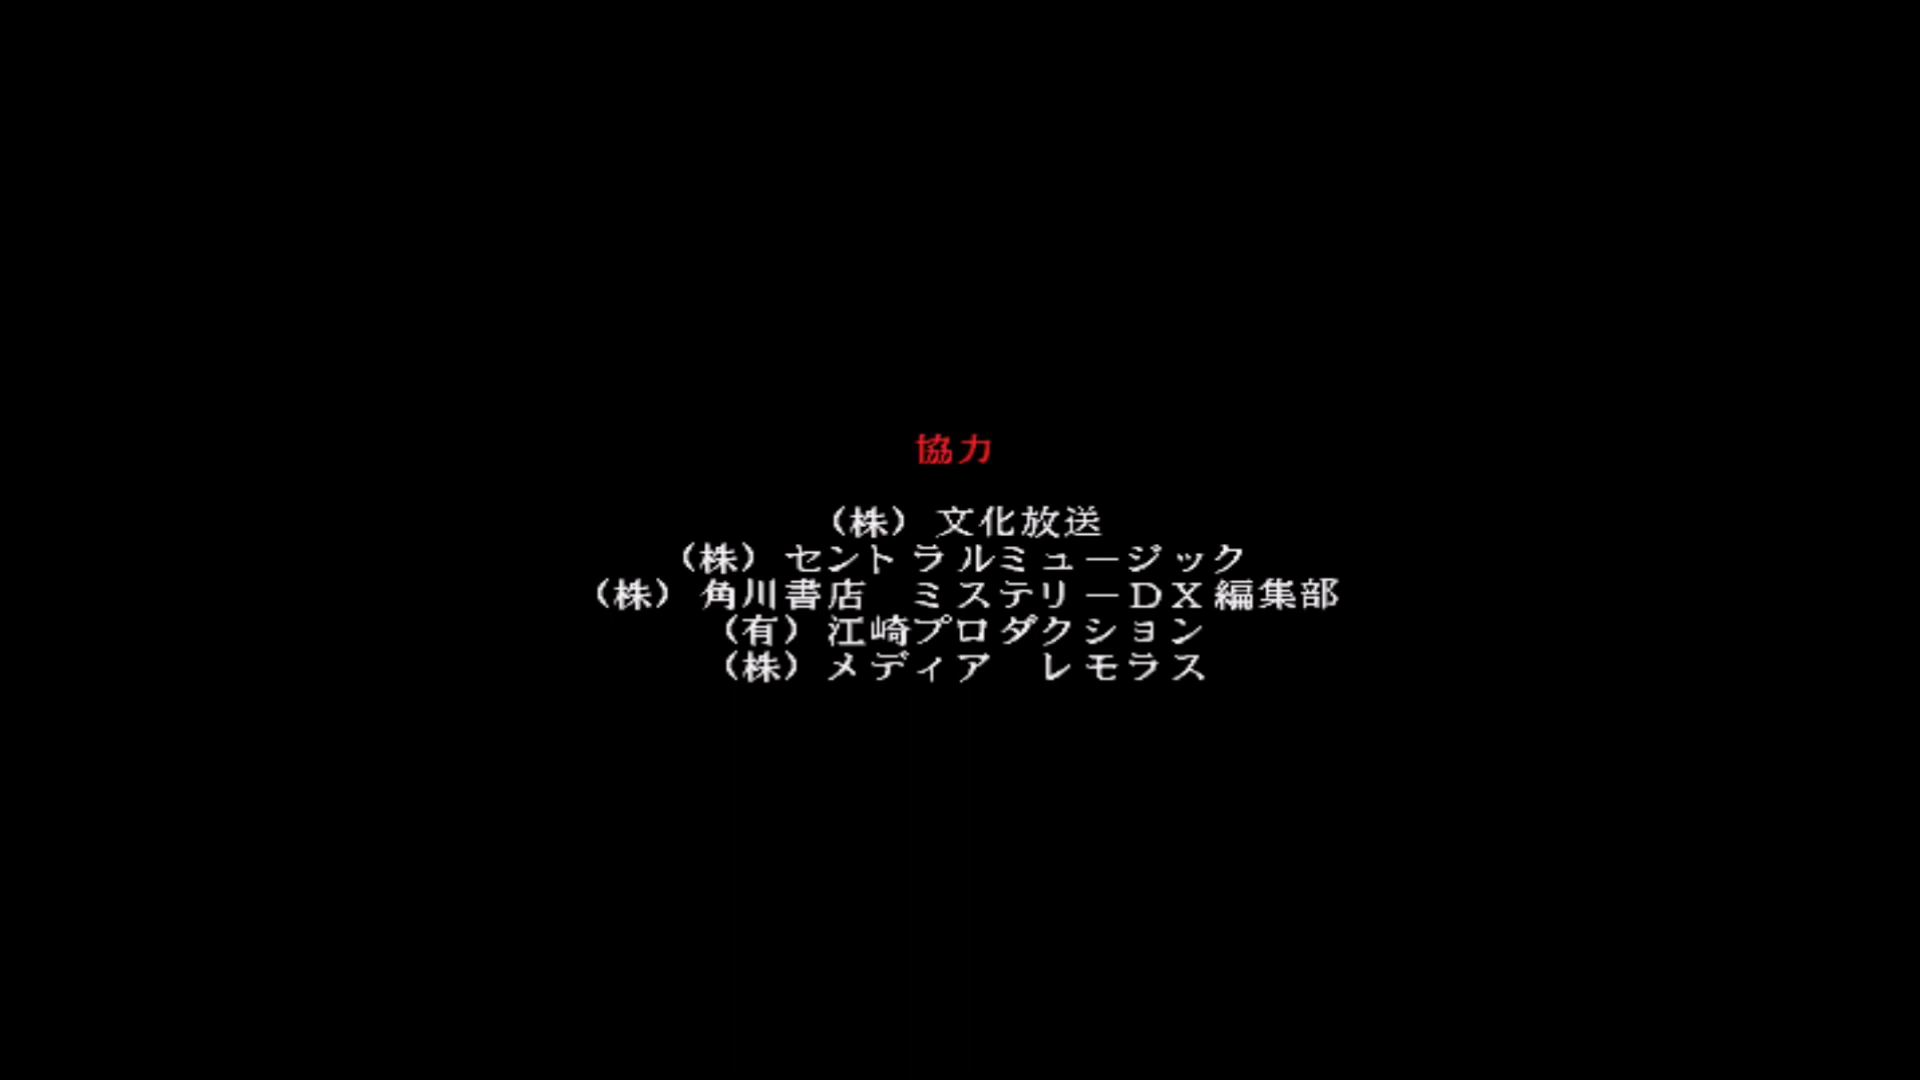 協力
（株）文化放送
（株）セントラルミュージック
（株）角川書店　ミステリーＤＸ編集部
（有）江崎プロダクション
（株）メディア　レモラス